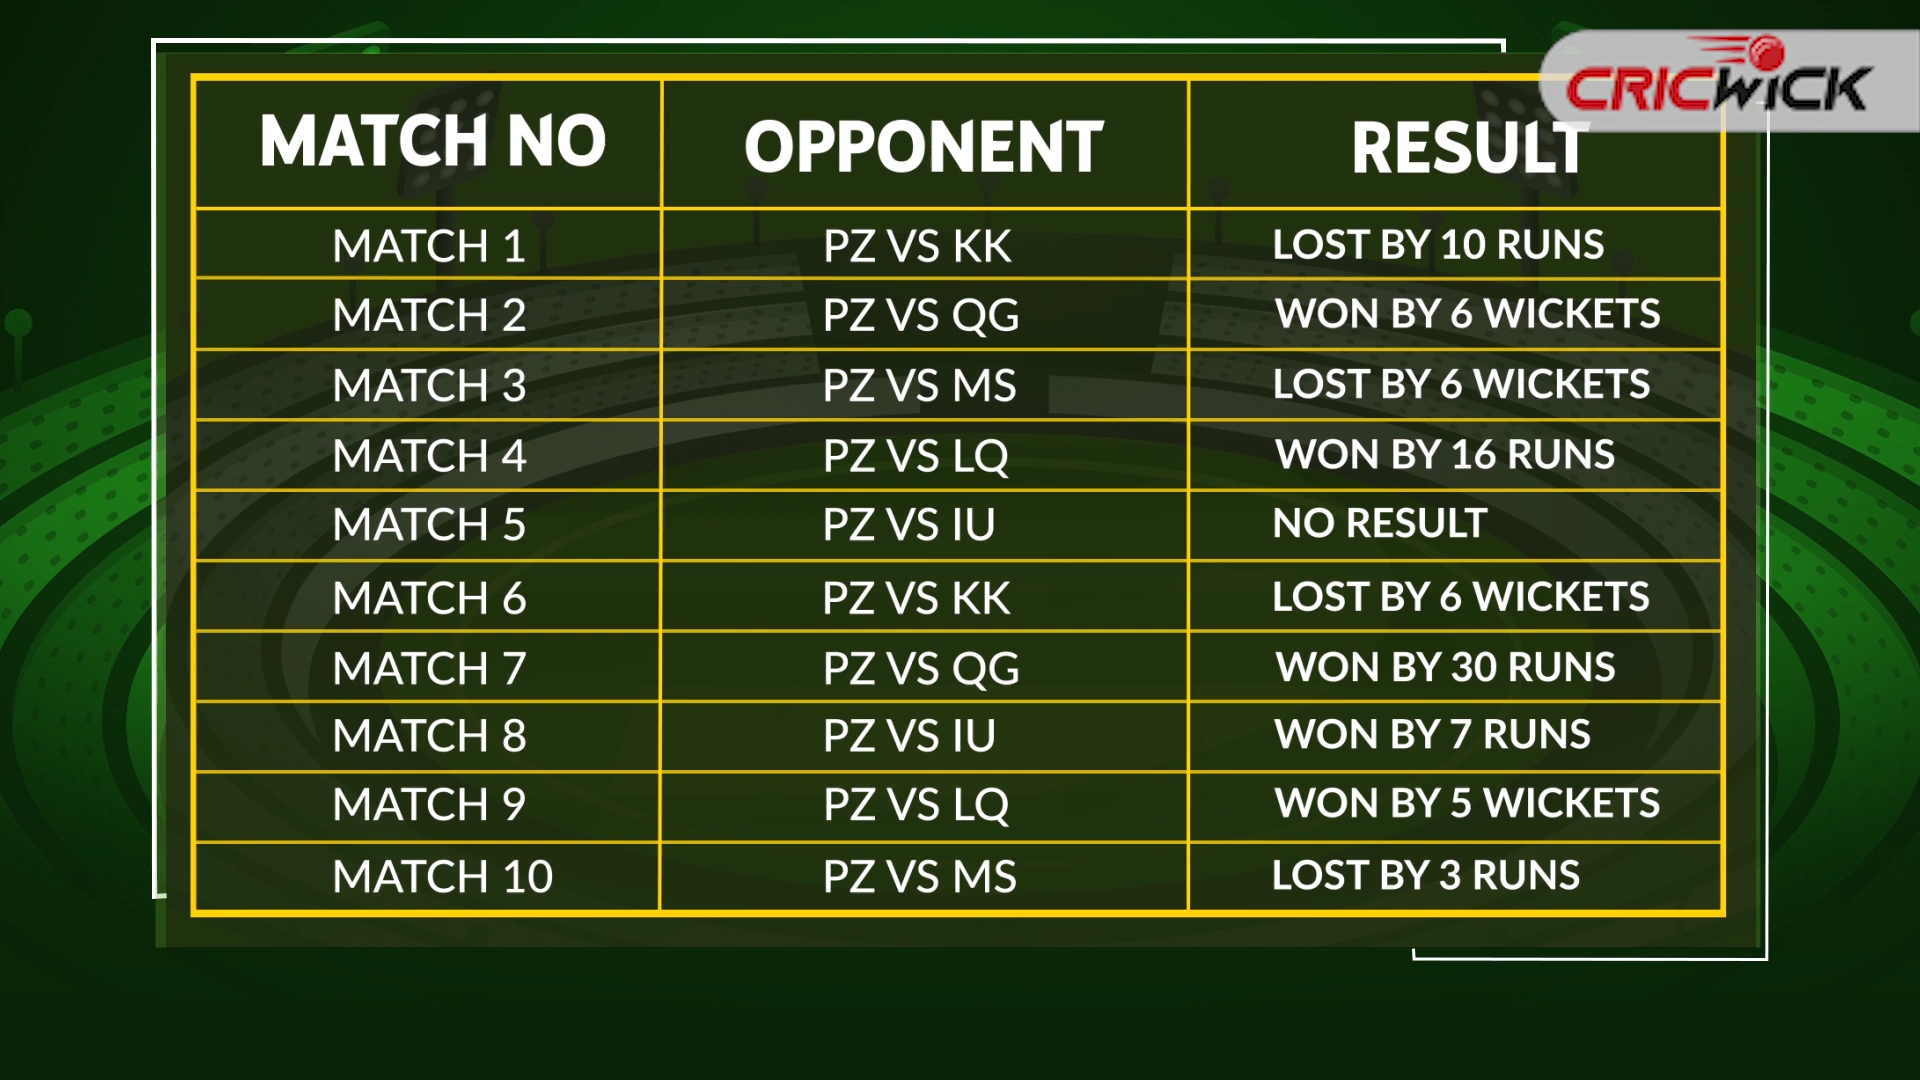 CRICWICK
MATCH NO OPPONENT RESULT
MATCH 1 PZ VS KK LOST BY 10 RUNS
MATCH 2 PZ VS QG WON BY 6 WICKETS
MATCH 3 PZ VS MS LOST BY 6 WICKETS
MATCH 4 PZ VS LQ WON BY 16 RUNS
MATCH 5 PZ VS IU NO RESULT
MATCH 6 PZ VS KK LOST BY 6 WICKETS
MATCH 7 PZ VS QG WON BY 30 RUNS
MATCH 8 PZ VS IU WON BY 7 RUNS
MATCH 9 PZ VS LQ WON BY 5 WICKETS
MATCH 10 PZ VS MS LOST BY 3 RUNS